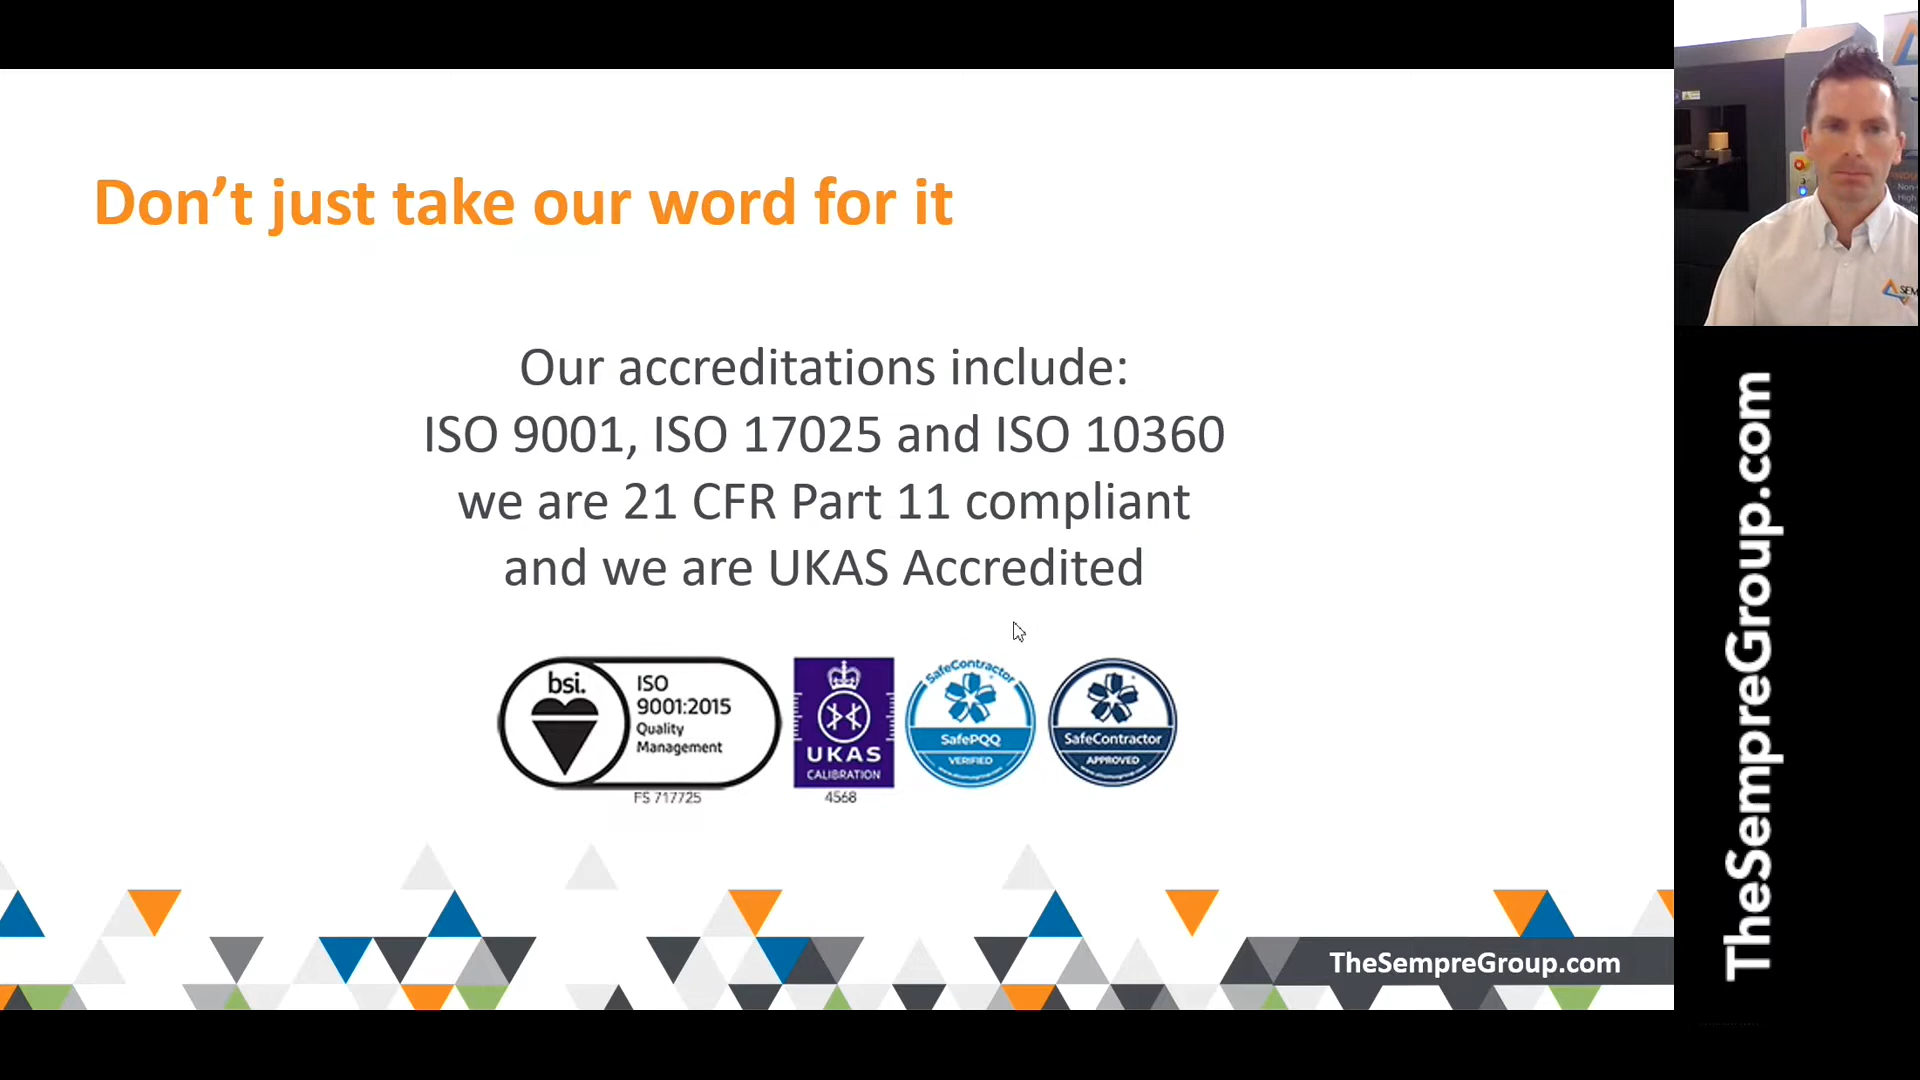 Don’t just take our word for it
Our accreditations include:
ISO 9001, ISO 17025 and ISO 10360
we are 21 CFR Part 11 compliant
and we are UKAS Accredited
bsi.
ISO
9001:2015
Quality
Management
FS 717725
UKAS
CALIBRATION
4568
SafeContractor
SafePQQ
VERIFIED
SafeContractor
APPROVED
TheSempreGroup.com
TheSempreGroup.com
SEM